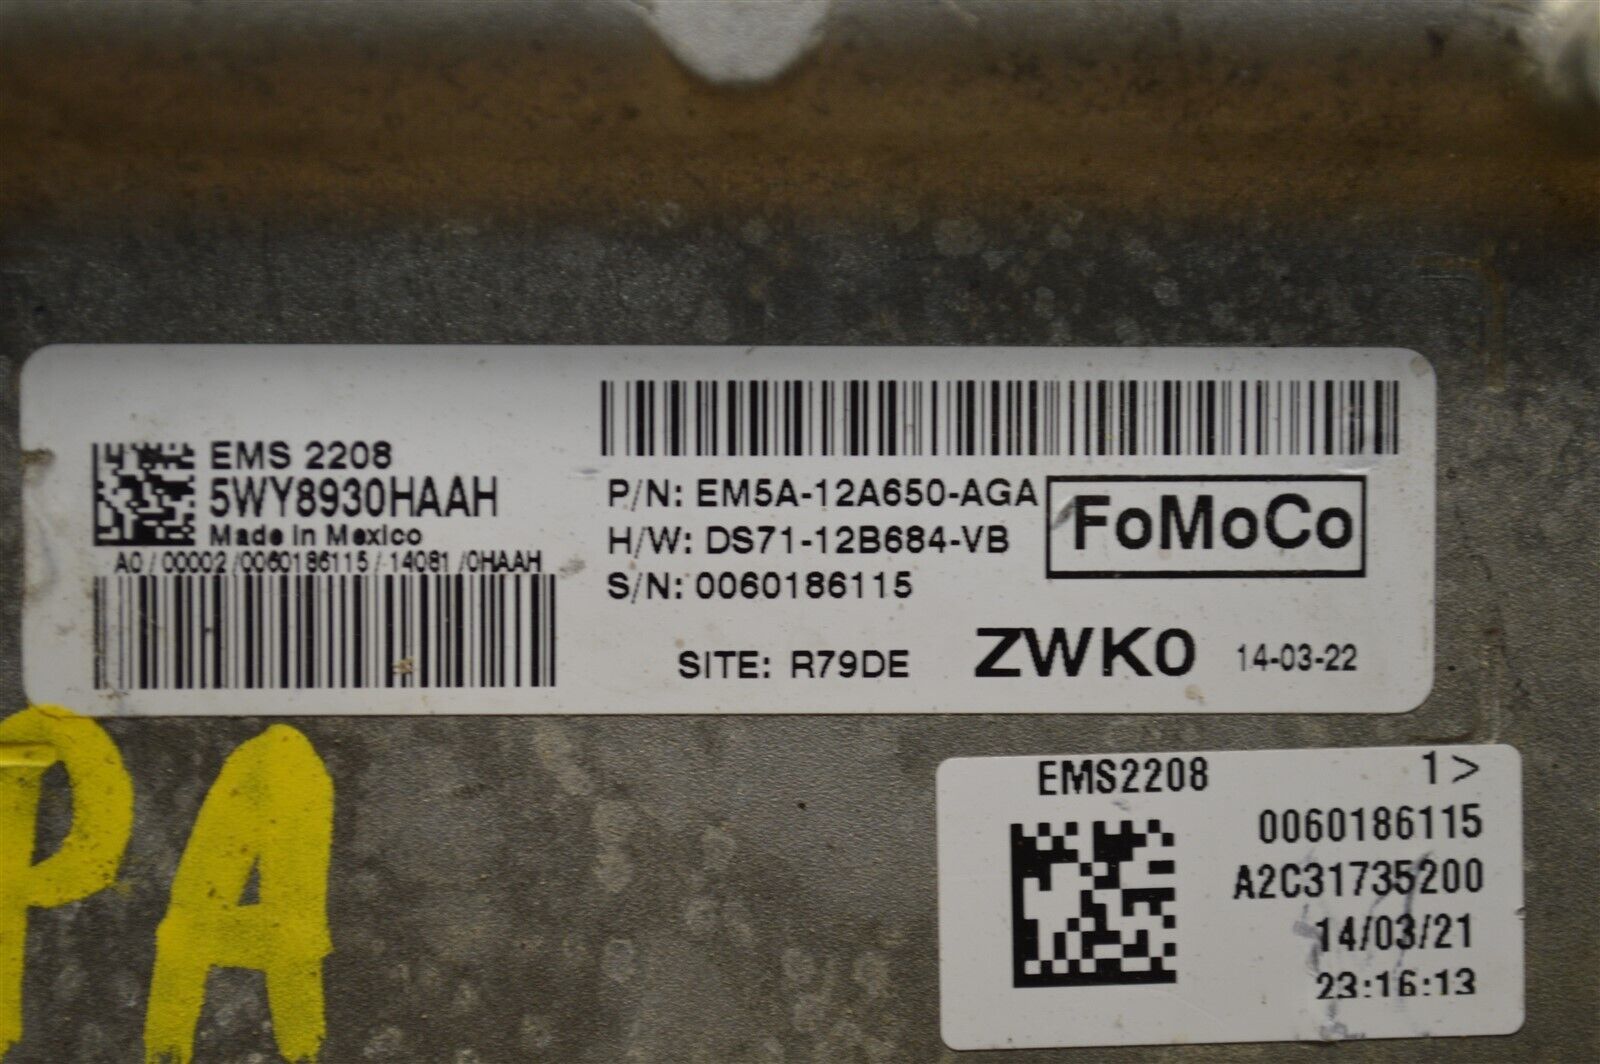 EMS 2208
5WY8930HAAH
Made in Mexico
A0 / 00002 / 0060186115 / 14081 / 0HAAH
P/N: EM5A-12A650-AGA
H/W: DS71-12B684-VB
S/N: 0060186115
FoMoCo
SITE: R79DE ZWK0 14-03-22
PA
EMS2208 1>
0060186115
A2C31735200
14/03/21
23:16:13